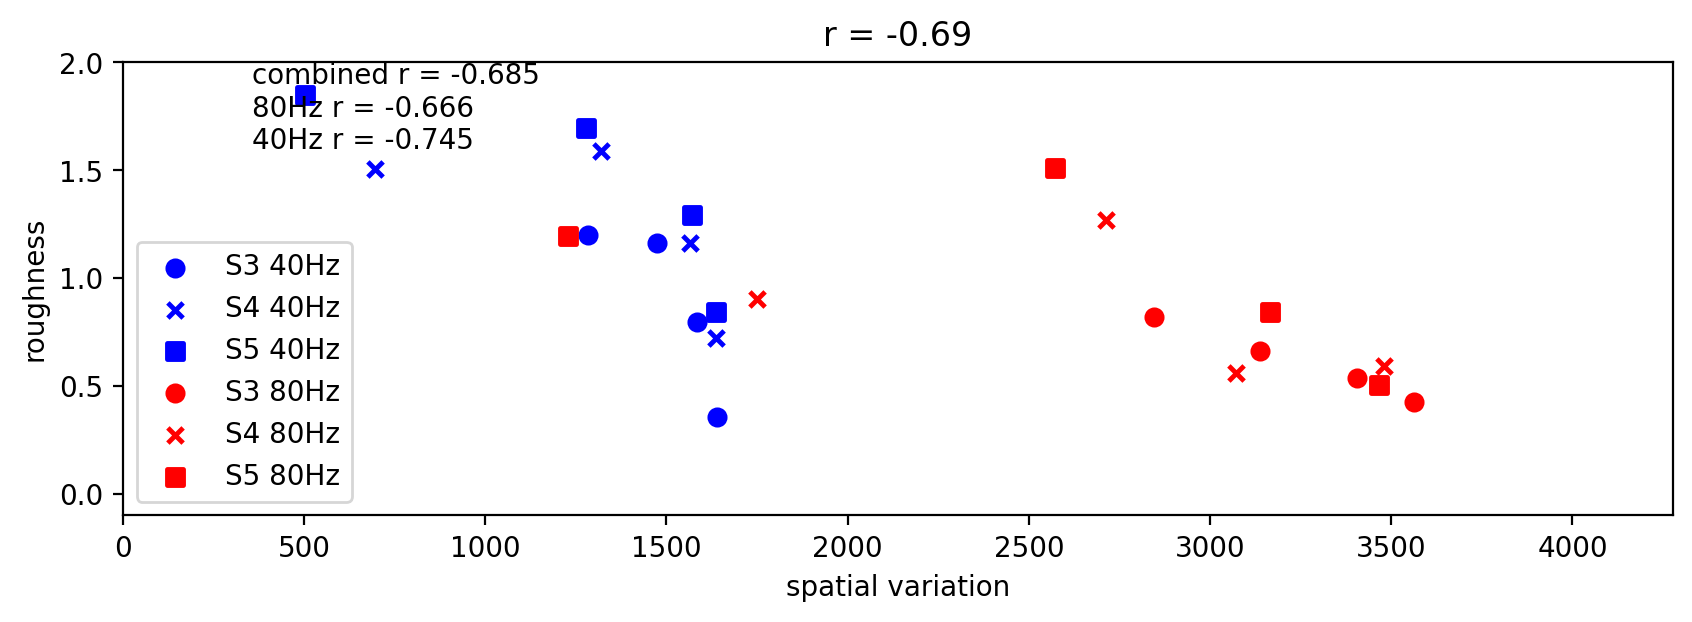 r = -0.69
combined r = -0.685
80Hz r = -0.666
40Hz r = -0.745
2.0
1.5
1.0
0.5
0.0
roughness
S3 40Hz
S4 40Hz
S5 40Hz
S3 80Hz
S4 80Hz
S5 80Hz
0 500 1000 1500 2000 2500 3000 3500 4000
spatial variation